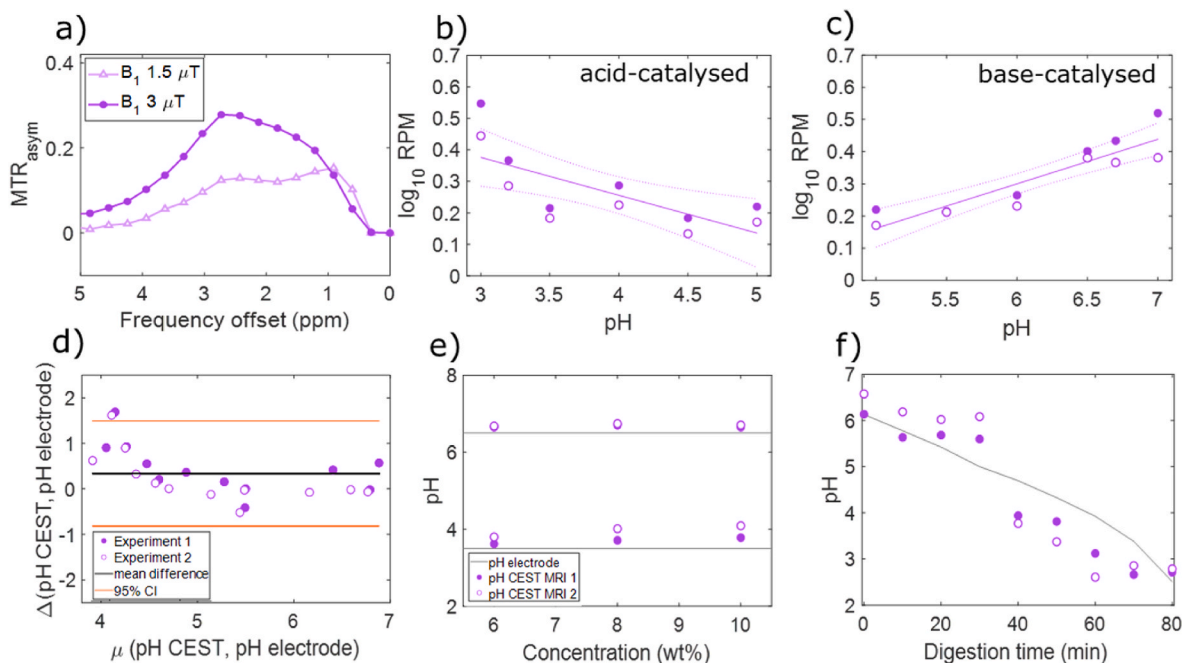 a)
MTRasym
0.4
0.2
0
B1 1.5 μT
B1 3 μT
5 4 3 2 1 0
Frequency offset (ppm)
b)
acid-catalysed
log10 RPM
0.7
0.6
0.5
0.4
0.3
0.2
0.1
0
3 3.5 4 4.5 5
pH
c)
base-catalysed
log10 RPM
0.7
0.6
0.5
0.4
0.3
0.2
0.1
0
5 5.5 6 6.5 7
pH
d)
Δ(pH CEST, pH electrode)
2
1
0
-1
-2
Experiment 1
Experiment 2
mean difference
95% CI
4 5 6 7
μ (pH CEST, pH electrode)
e)
pH
8
6
4
2
pH electrode
pH CEST MRI 1
pH CEST MRI 2
6 7 8 9 10
Concentration (wt%)
f)
pH
7
6
5
4
3
2
0 20 40 60 80
Digestion time (min)